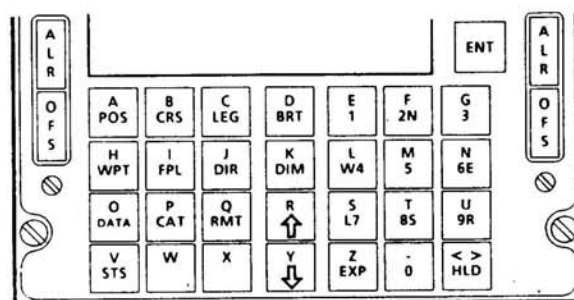 A L R
O F S
ENT
A L R
O F S
A POS
B CRS
C LEG
D BRT
E 1
F 2N
G 3
H WPT
I FPL
J DIR
K DIM
L W4
M 5
N 6E
O DATA
P CAT
Q RMT
R ⇧
S L7
T 8S
U 9R
V STS
W
X
Y ⇩
Z EXP
- 0
< > HLD